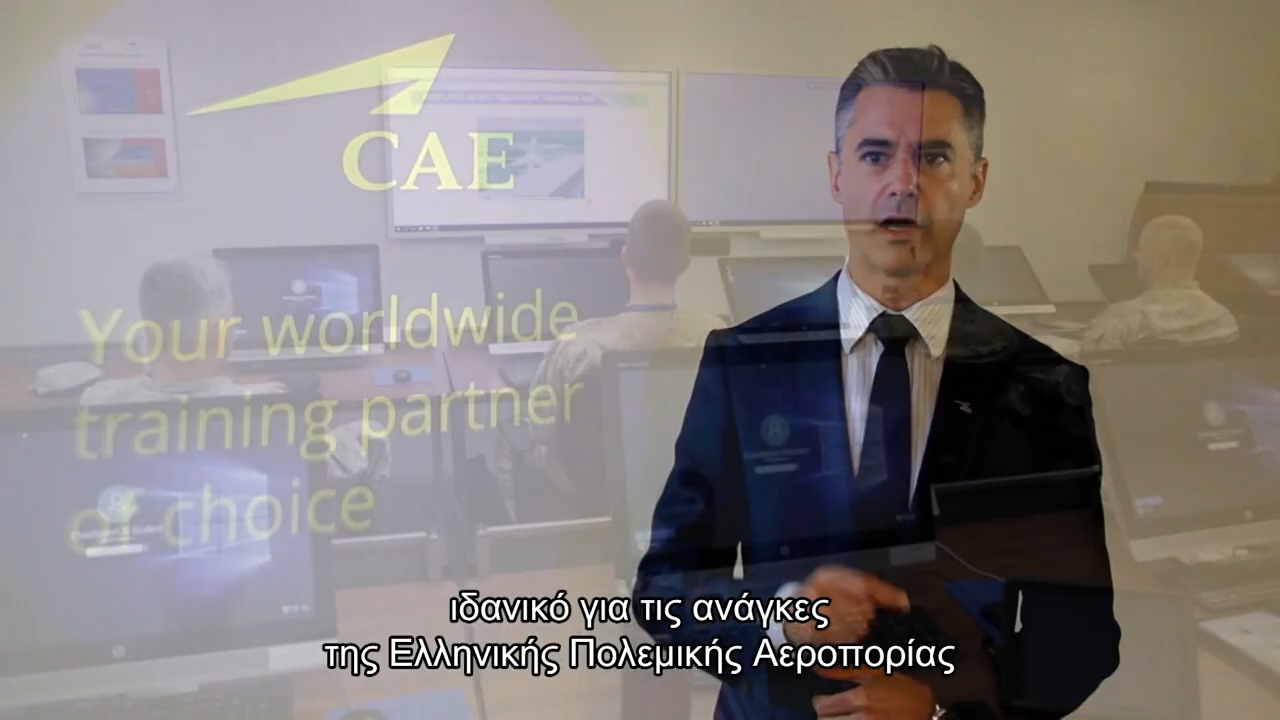 CAE
Your worldwide
training partner
of choice
ιδανικό για τις ανάγκες
της Ελληνικής Πολεμικής Αεροπορίας